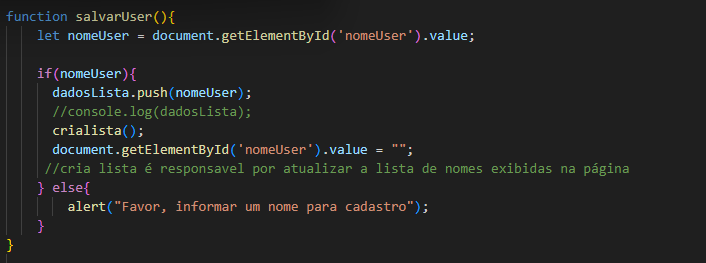 function salvarUser(){
let nomeUser = document.getElementById('nomeUser').value;
if(nomeUser){
dadosLista.push(nomeUser);
//console.log(dadosLista);
crialista();
document.getElementById('nomeUser').value = "";
//cria lista é responsavel por atualizar a lista de nomes exibidas na página
} else{
alert("Favor, informar um nome para cadastro");
}
}